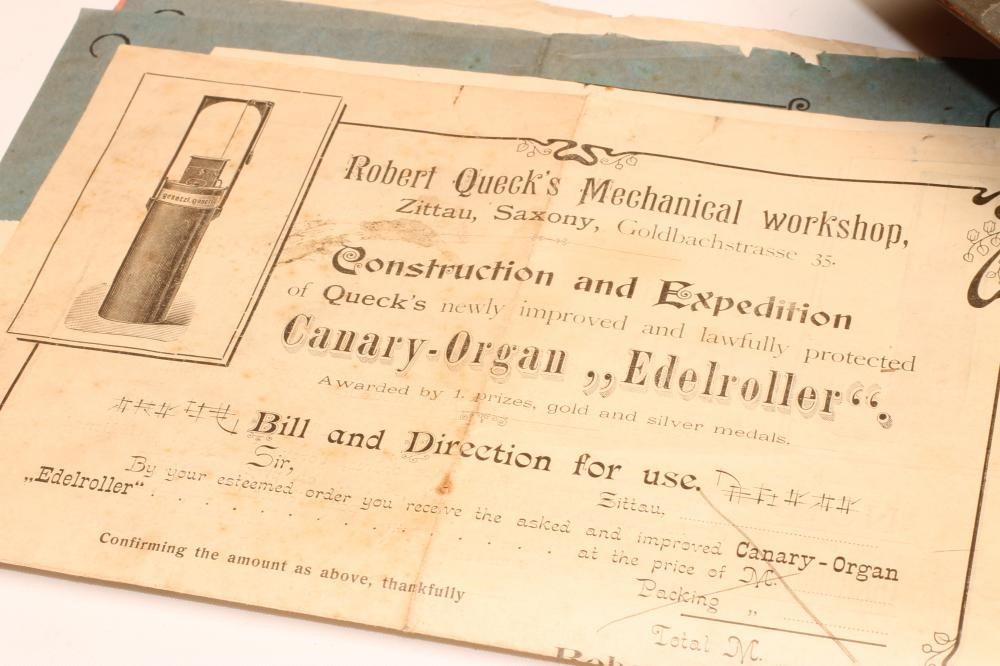 gesetzl. gesch.
Robert Queck's Mechanical workshop,
Zittau, Saxony, Goldbachstrasse 35.
Construction and Expedition
of Queck's newly improved and lawfully protected
Canary-Organ „Edelroller“,
Awarded by 1. prizes, gold and silver medals.
Bill and Direction for use.
Zittau,
Sir,
By your esteemed order you receive the asked and improved Canary-Organ
„Edelroller“ . . . . . . . . . . . . . at the price of M.
Packing „
Total M.
Confirming the amount as above, thankfully